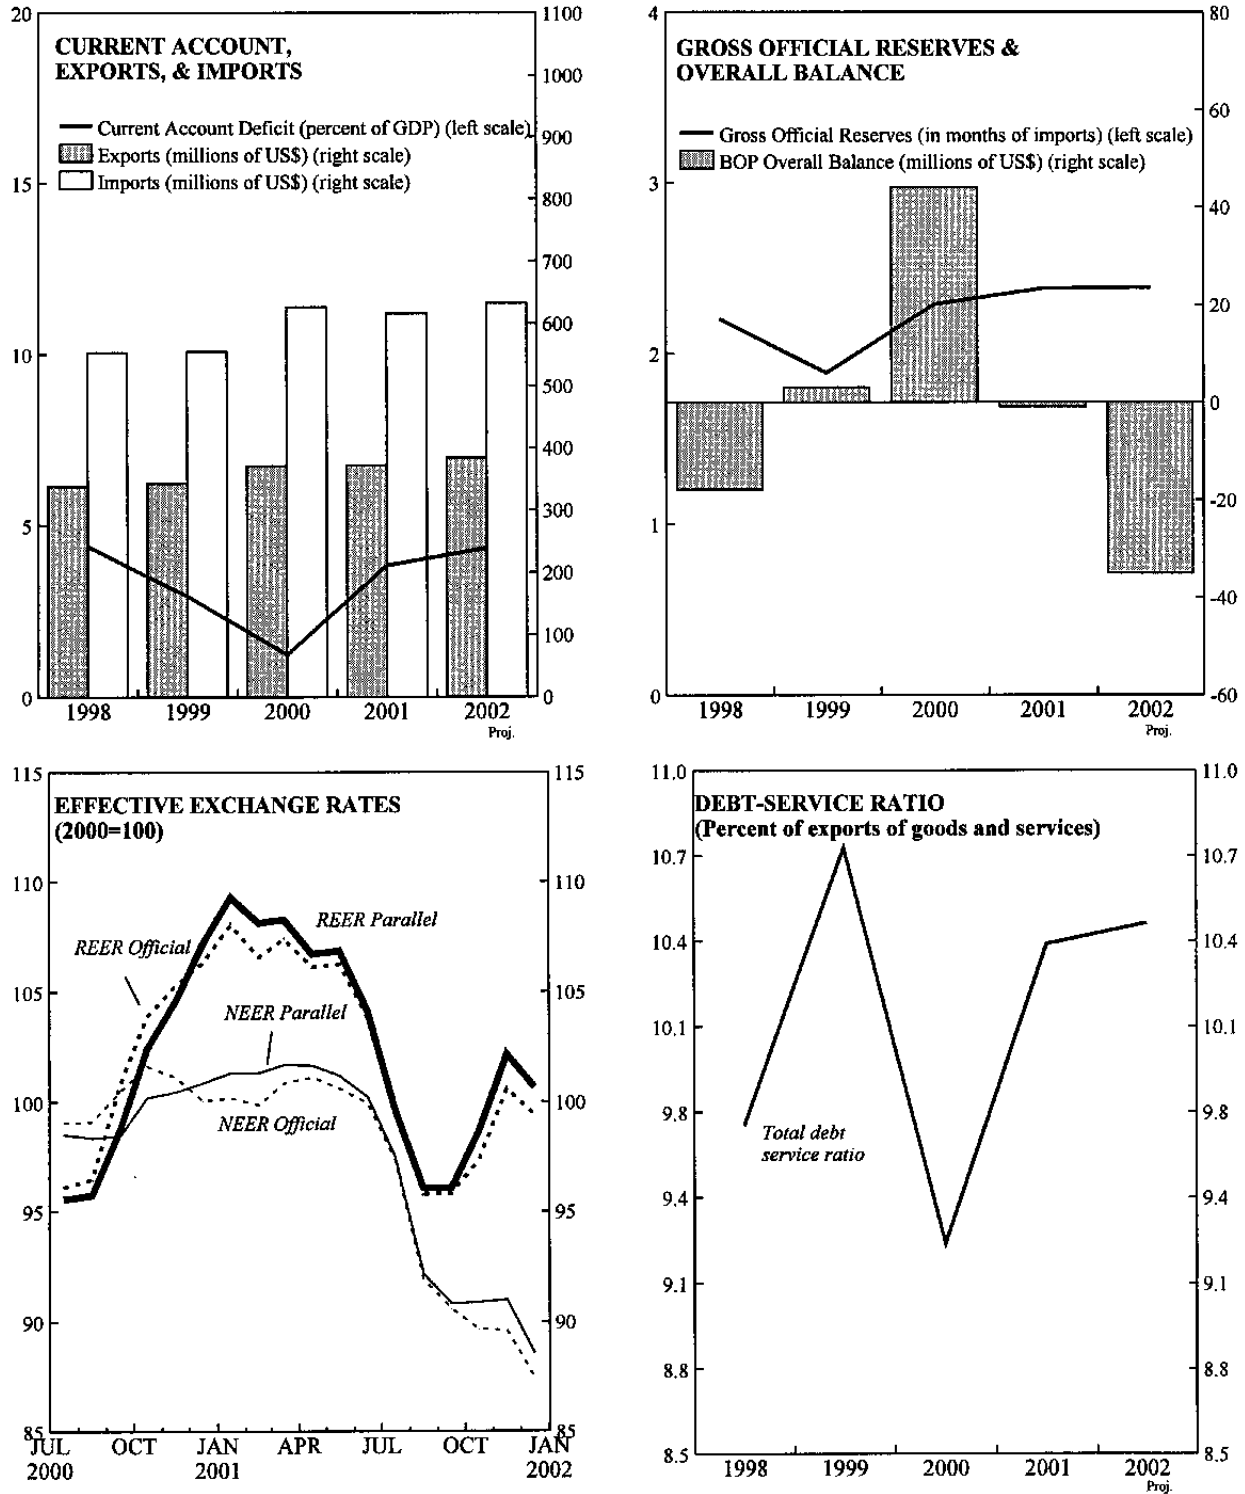 CURRENT ACCOUNT,
EXPORTS, & IMPORTS
Current Account Deficit (percent of GDP) (left scale)
Exports (millions of US$) (right scale)
Imports (millions of US$) (right scale)
20
15
10
5
0
1100
1000
900
800
700
600
500
400
300
200
100
0
1998 1999 2000 2001 2002
Proj.
GROSS OFFICIAL RESERVES &
OVERALL BALANCE
Gross Official Reserves (in months of imports) (left scale)
BOP Overall Balance (millions of US$) (right scale)
4
3
2
1
0
80
60
40
20
0
-20
-40
-60
1998 1999 2000 2001 2002
Proj.
EFFECTIVE EXCHANGE RATES
(2000=100)
115
110
105
100
95
90
85
115
110
105
100
95
90
85
REER Parallel
REER Official
NEER Parallel
NEER Official
JUL OCT JAN APR JUL OCT JAN
2000 2001 2002
DEBT-SERVICE RATIO
(Percent of exports of goods and services)
11.0
10.7
10.4
10.1
9.8
9.4
9.1
8.8
8.5
11.0
10.7
10.4
10.1
9.8
9.4
9.1
8.8
8.5
Total debt
service ratio
1998 1999 2000 2001 2002
Proj.